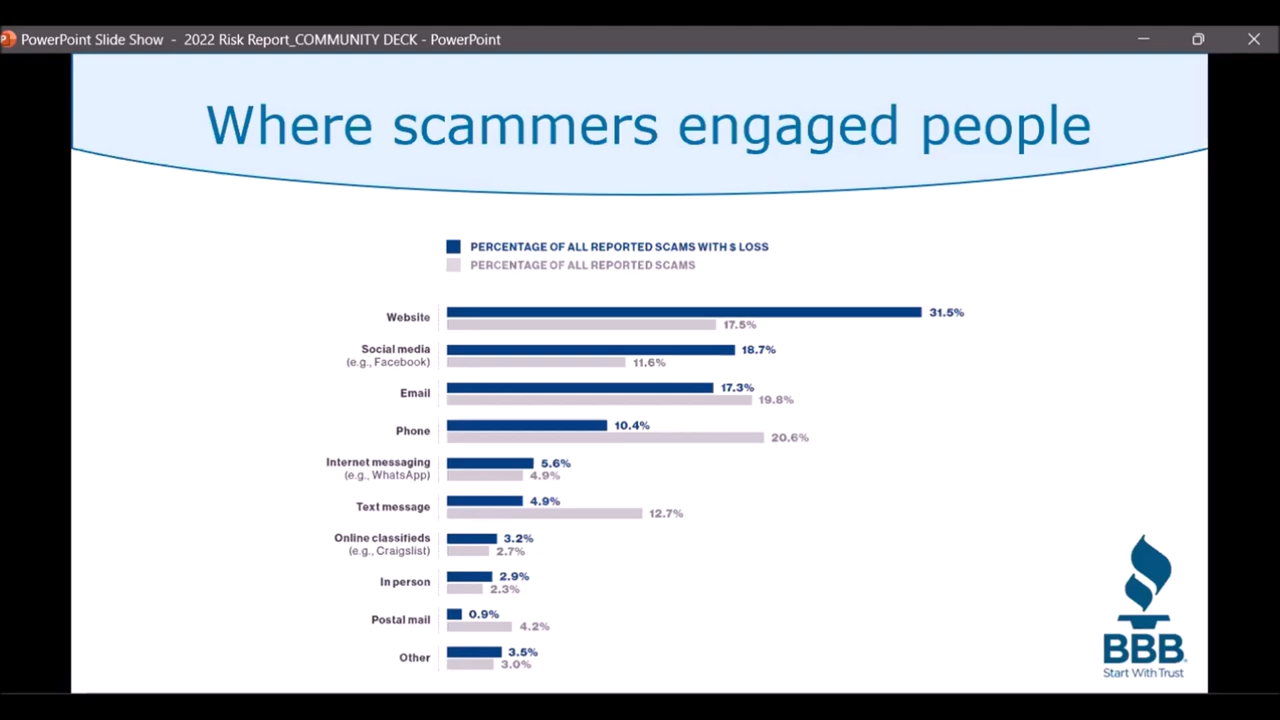 PowerPoint Slide Show - 2022 Risk Report_COMMUNITY DECK - PowerPoint
Where scammers engaged people
PERCENTAGE OF ALL REPORTED SCAMS WITH $ LOSS
PERCENTAGE OF ALL REPORTED SCAMS
Website
31.5%
17.5%
Social media
(e.g., Facebook)
18.7%
11.6%
Email
17.3%
19.8%
Phone
10.4%
20.6%
Internet messaging
(e.g., WhatsApp)
5.6%
4.9%
Text message
4.9%
12.7%
Online classifieds
(e.g., Craigslist)
3.2%
2.7%
In person
2.9%
2.3%
Postal mail
0.9%
4.2%
Other
3.5%
3.0%
BBB
Start With Trust